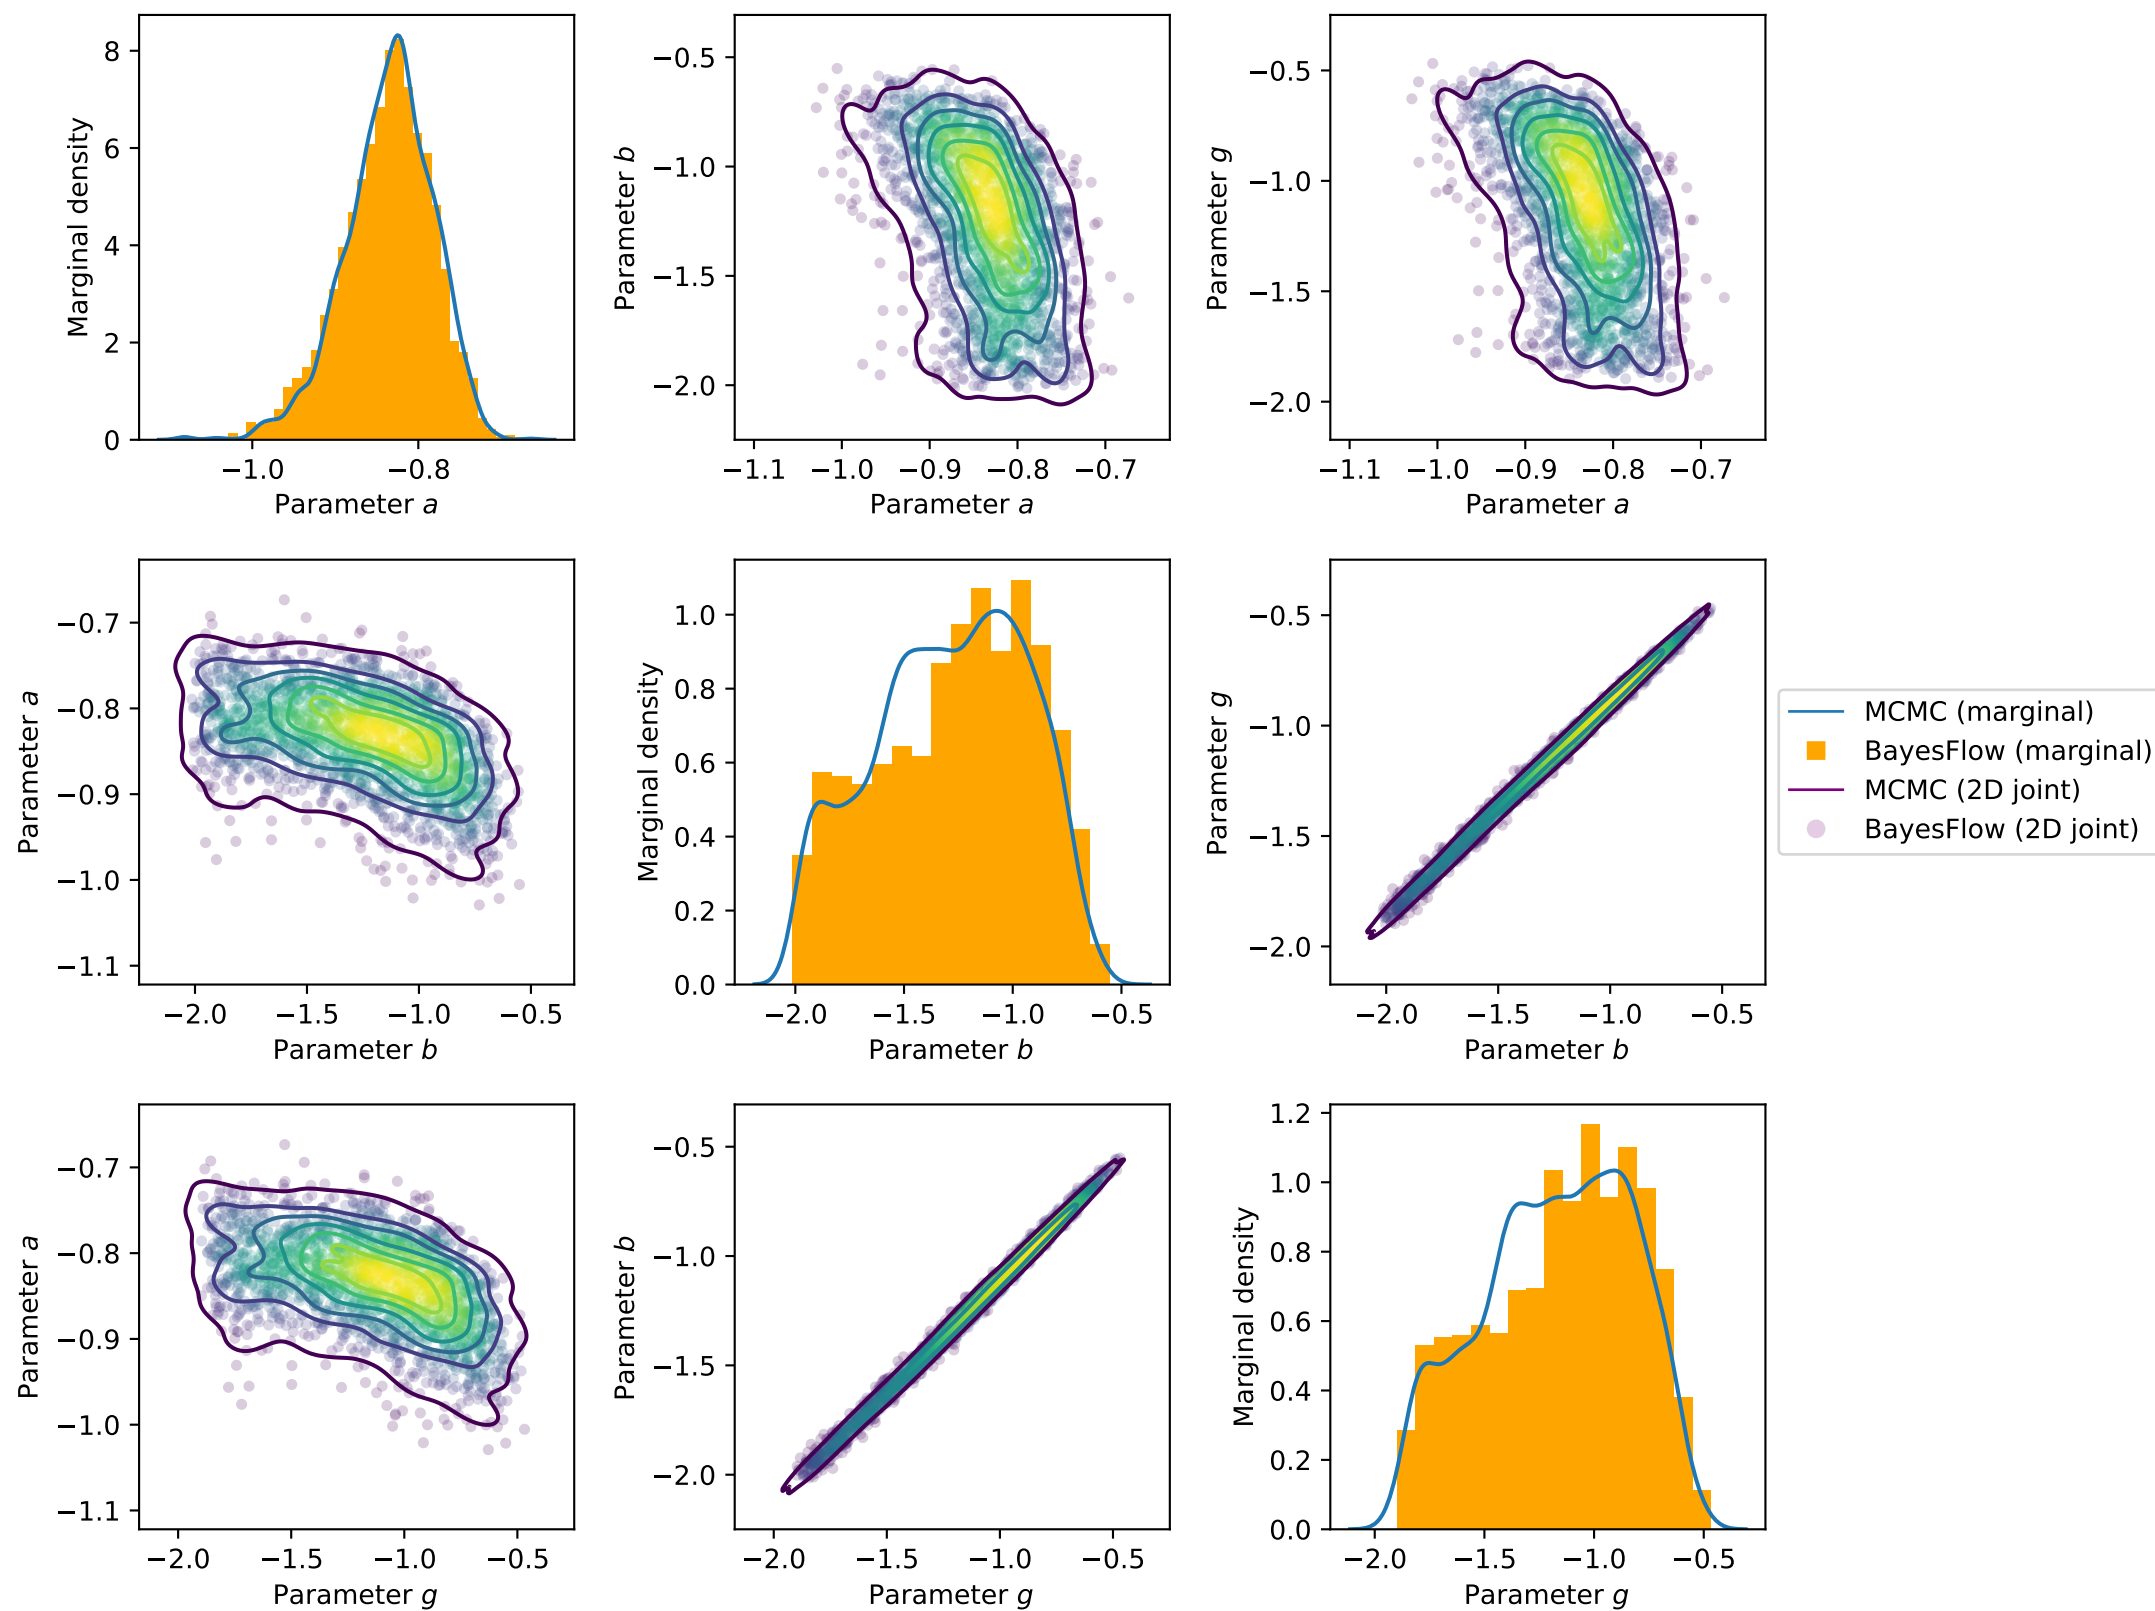 8
6
4
2
0
Marginal density
−1.0 −0.8
Parameter a
−0.5
−1.0
−1.5
−2.0
Parameter b
−1.1 −1.0 −0.9 −0.8 −0.7
Parameter a
−0.5
−1.0
−1.5
−2.0
Parameter g
−1.1 −1.0 −0.9 −0.8 −0.7
Parameter a
−0.7
−0.8
−0.9
−1.0
−1.1
Parameter a
−2.0 −1.5 −1.0 −0.5
Parameter b
1.0
0.8
0.6
0.4
0.2
0.0
Marginal density
−2.0 −1.5 −1.0 −0.5
Parameter b
−0.5
−1.0
−1.5
−2.0
Parameter g
−2.0 −1.5 −1.0 −0.5
Parameter b
MCMC (marginal)
BayesFlow (marginal)
MCMC (2D joint)
BayesFlow (2D joint)
−0.7
−0.8
−0.9
−1.0
−1.1
Parameter a
−2.0 −1.5 −1.0 −0.5
Parameter g
−0.5
−1.0
−1.5
−2.0
Parameter b
−2.0 −1.5 −1.0 −0.5
Parameter g
1.2
1.0
0.8
0.6
0.4
0.2
0.0
Marginal density
−2.0 −1.5 −1.0 −0.5
Parameter g